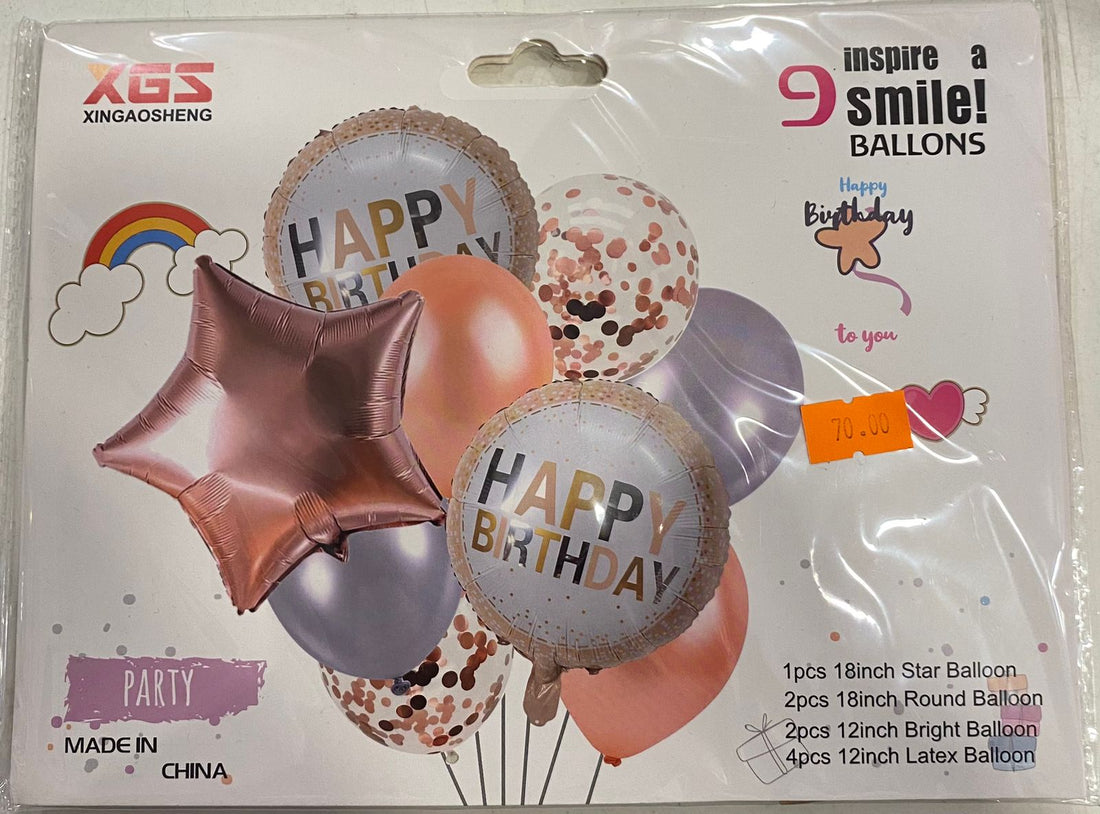 XGS
XINGAOSHENG
9 inspire a
smile!
BALLONS
Happy
Birthday
to you
HAPPY
BIRTHDAY
70.00
HAPPY
BIRTHDAY
PARTY
MADE IN
CHINA
1pcs 18inch Star Balloon
2pcs 18inch Round Balloon
2pcs 12inch Bright Balloon
4pcs 12inch Latex Balloon